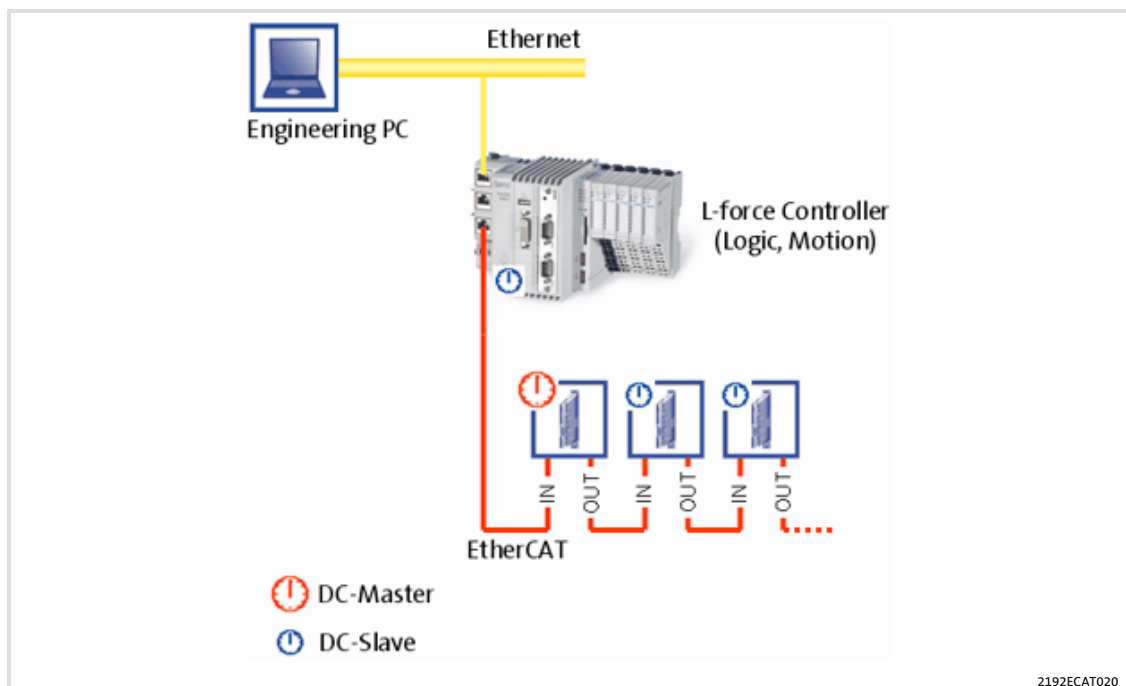 Ethernet
Engineering PC
L-force Controller
(Logic, Motion)
IN
OUT
IN
OUT
IN
OUT
EtherCAT
DC-Master
DC-Slave
2192ECAT020